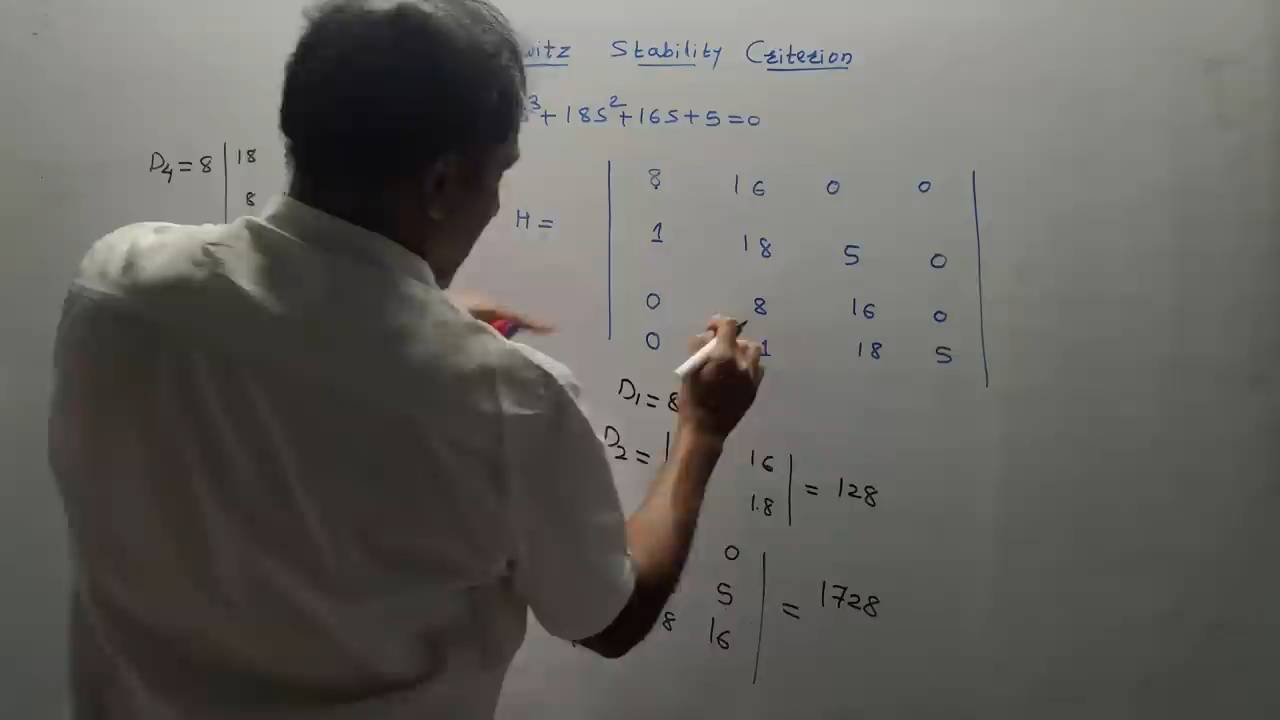 witz Stability Criterion
3 + 18S² + 16S + 5 = 0
D₄ = 8 | 18
8
H = | 8 16 0 0 |
1 18 5 0
0 8 16 0
0 1 18 5
D₁ = 8
D₂ = | 16 | = 128
18
0
5 = 1728
8 16